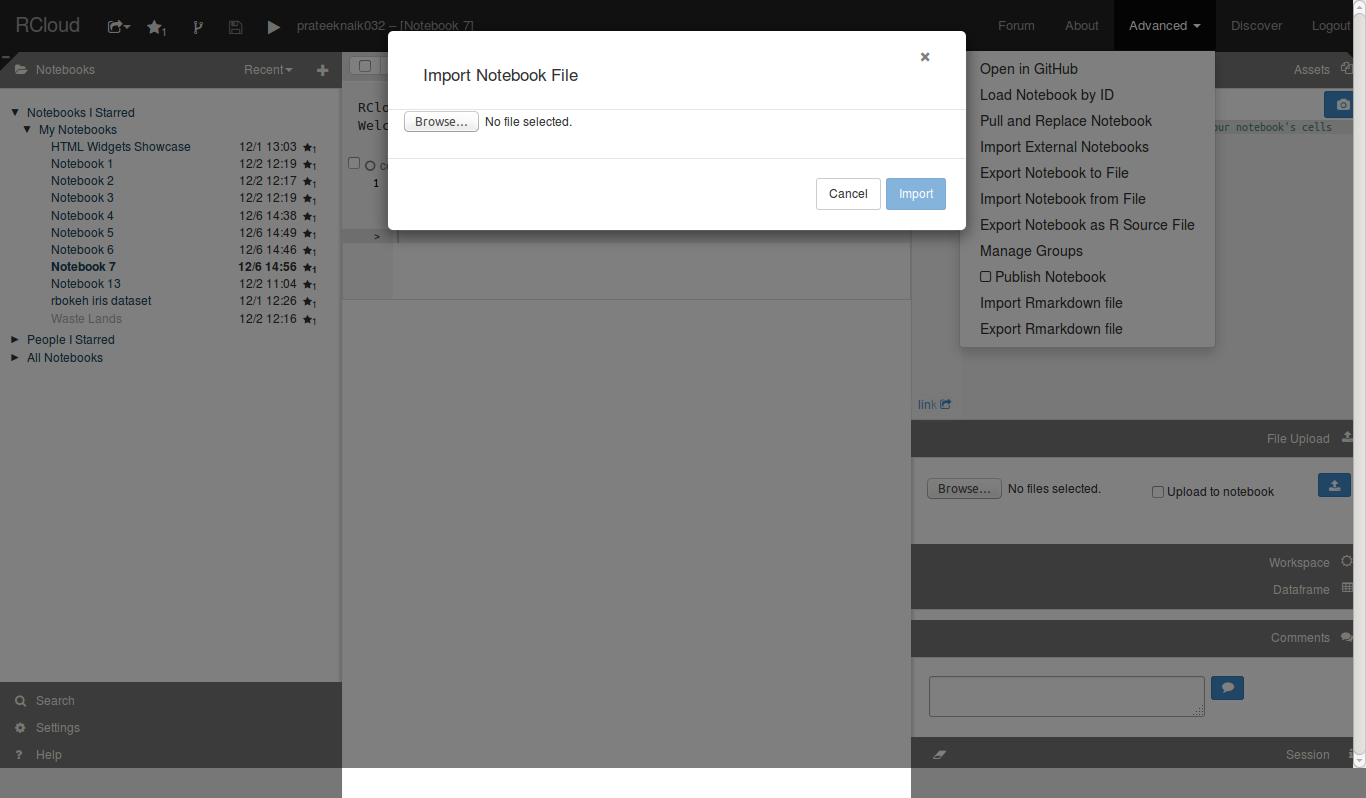 RCloud
1
prateeknaik032 – [Notebook 7]
Forum
About
Advanced
Discover
Logout
Notebooks
Recent
Notebooks I Starred
My Notebooks
HTML Widgets Showcase 12/1 13:03 1
Notebook 1 12/2 12:19 1
Notebook 2 12/2 12:17 1
Notebook 3 12/2 12:19 1
Notebook 4 12/6 14:38 1
Notebook 5 12/6 14:49 1
Notebook 6 12/6 14:46 1
Notebook 7 12/6 14:56 1
Notebook 13 12/2 11:04 1
rbokeh iris dataset 12/1 12:26 1
Waste Lands 12/2 12:16 1
People I Starred
All Notebooks
Search
Settings
Help
RClo
Welc
co
1
>
Import Notebook File
×
Browse... No file selected.
Cancel
Import
Open in GitHub
Load Notebook by ID
Pull and Replace Notebook
Import External Notebooks
Export Notebook to File
Import Notebook from File
Export Notebook as R Source File
Manage Groups
Publish Notebook
Import Rmarkdown file
Export Rmarkdown file
Assets
our notebook's cells
link
File Upload
Browse... No files selected.
Upload to notebook
Workspace
Dataframe
Comments
Session